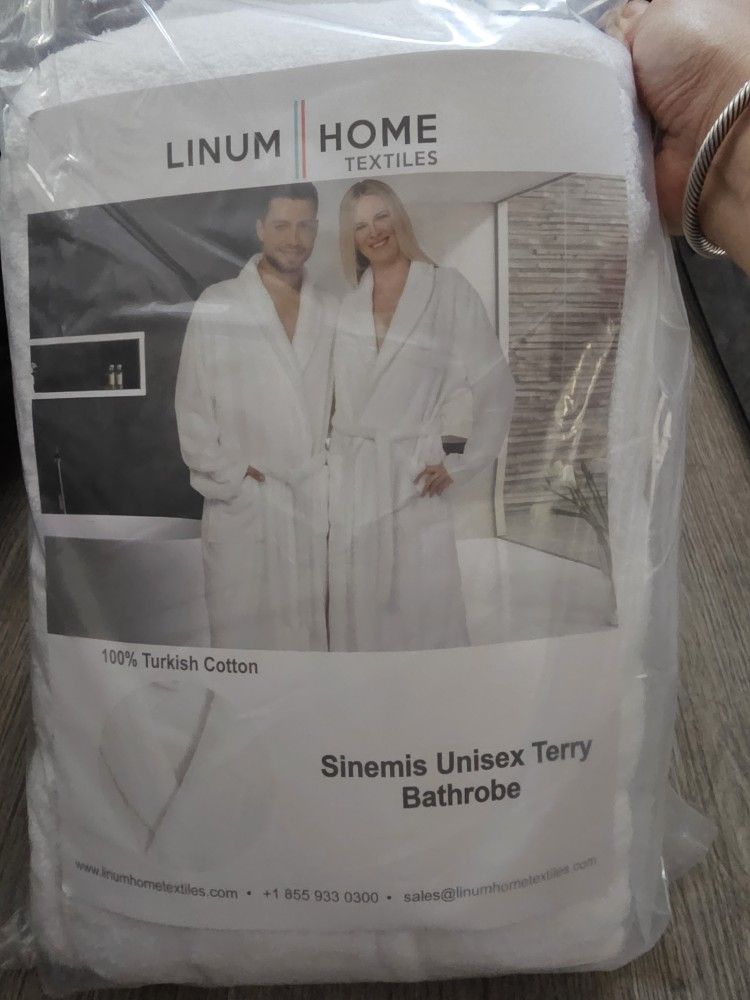 LINUM HOME
TEXTILES
100% Turkish Cotton
Sinemis Unisex Terry
Bathrobe
www.linumhometextiles.com • +1 855 933 0300 • sales@linumhometextiles.com